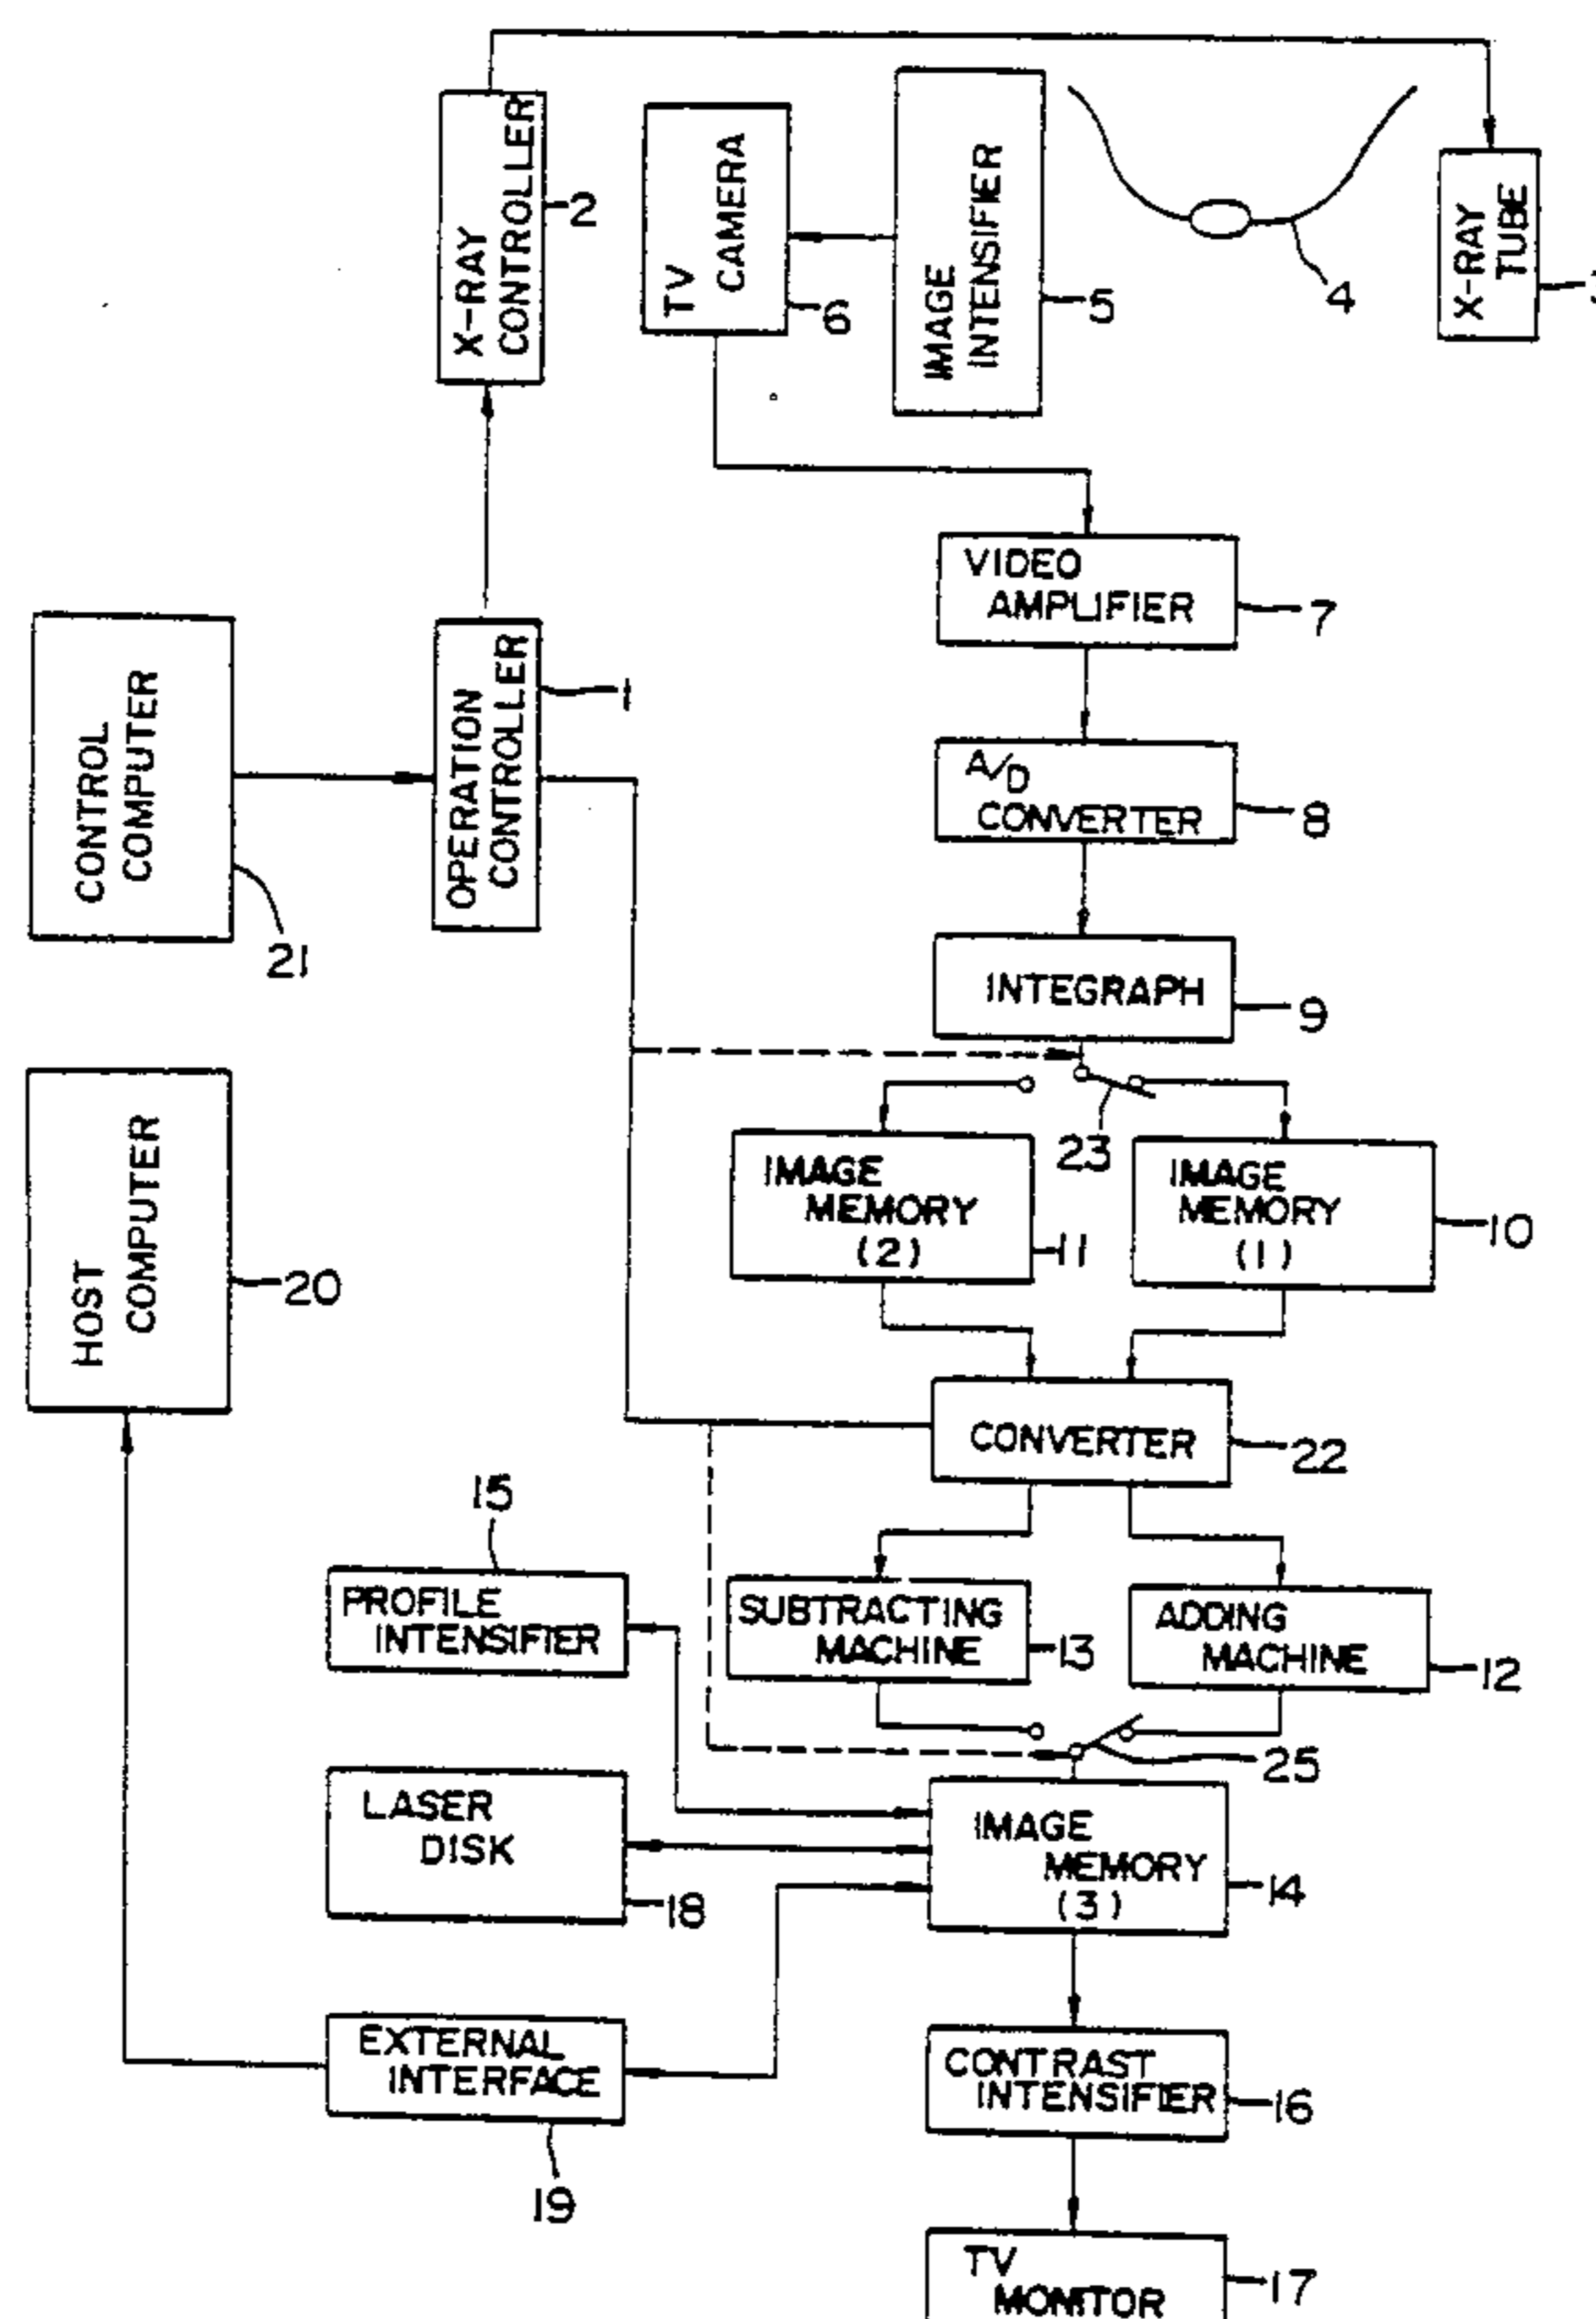 X-RAY
CONTROLLER
2
TV
CAMERA
6
IMAGE
INTENSIFIER
5
4
X-RAY
TUBE
VIDEO
AMPLIFIER
7
CONTROL
COMPUTER
21
OPERATION
CONTROLLER
1
A/D
CONVERTER
8
INTEGRAPH
9
23
HOST
COMPUTER
20
IMAGE
MEMORY
(2)
11
IMAGE
MEMORY
(1)
10
CONVERTER
22
15
PROFILE
INTENSIFIER
SUBTRACTING
MACHINE
13
ADDING
MACHINE
12
25
LASER
DISK
18
IMAGE
MEMORY
(3)
14
EXTERNAL
INTERFACE
19
CONTRAST
INTENSIFIER
16
TV
MONITOR
17